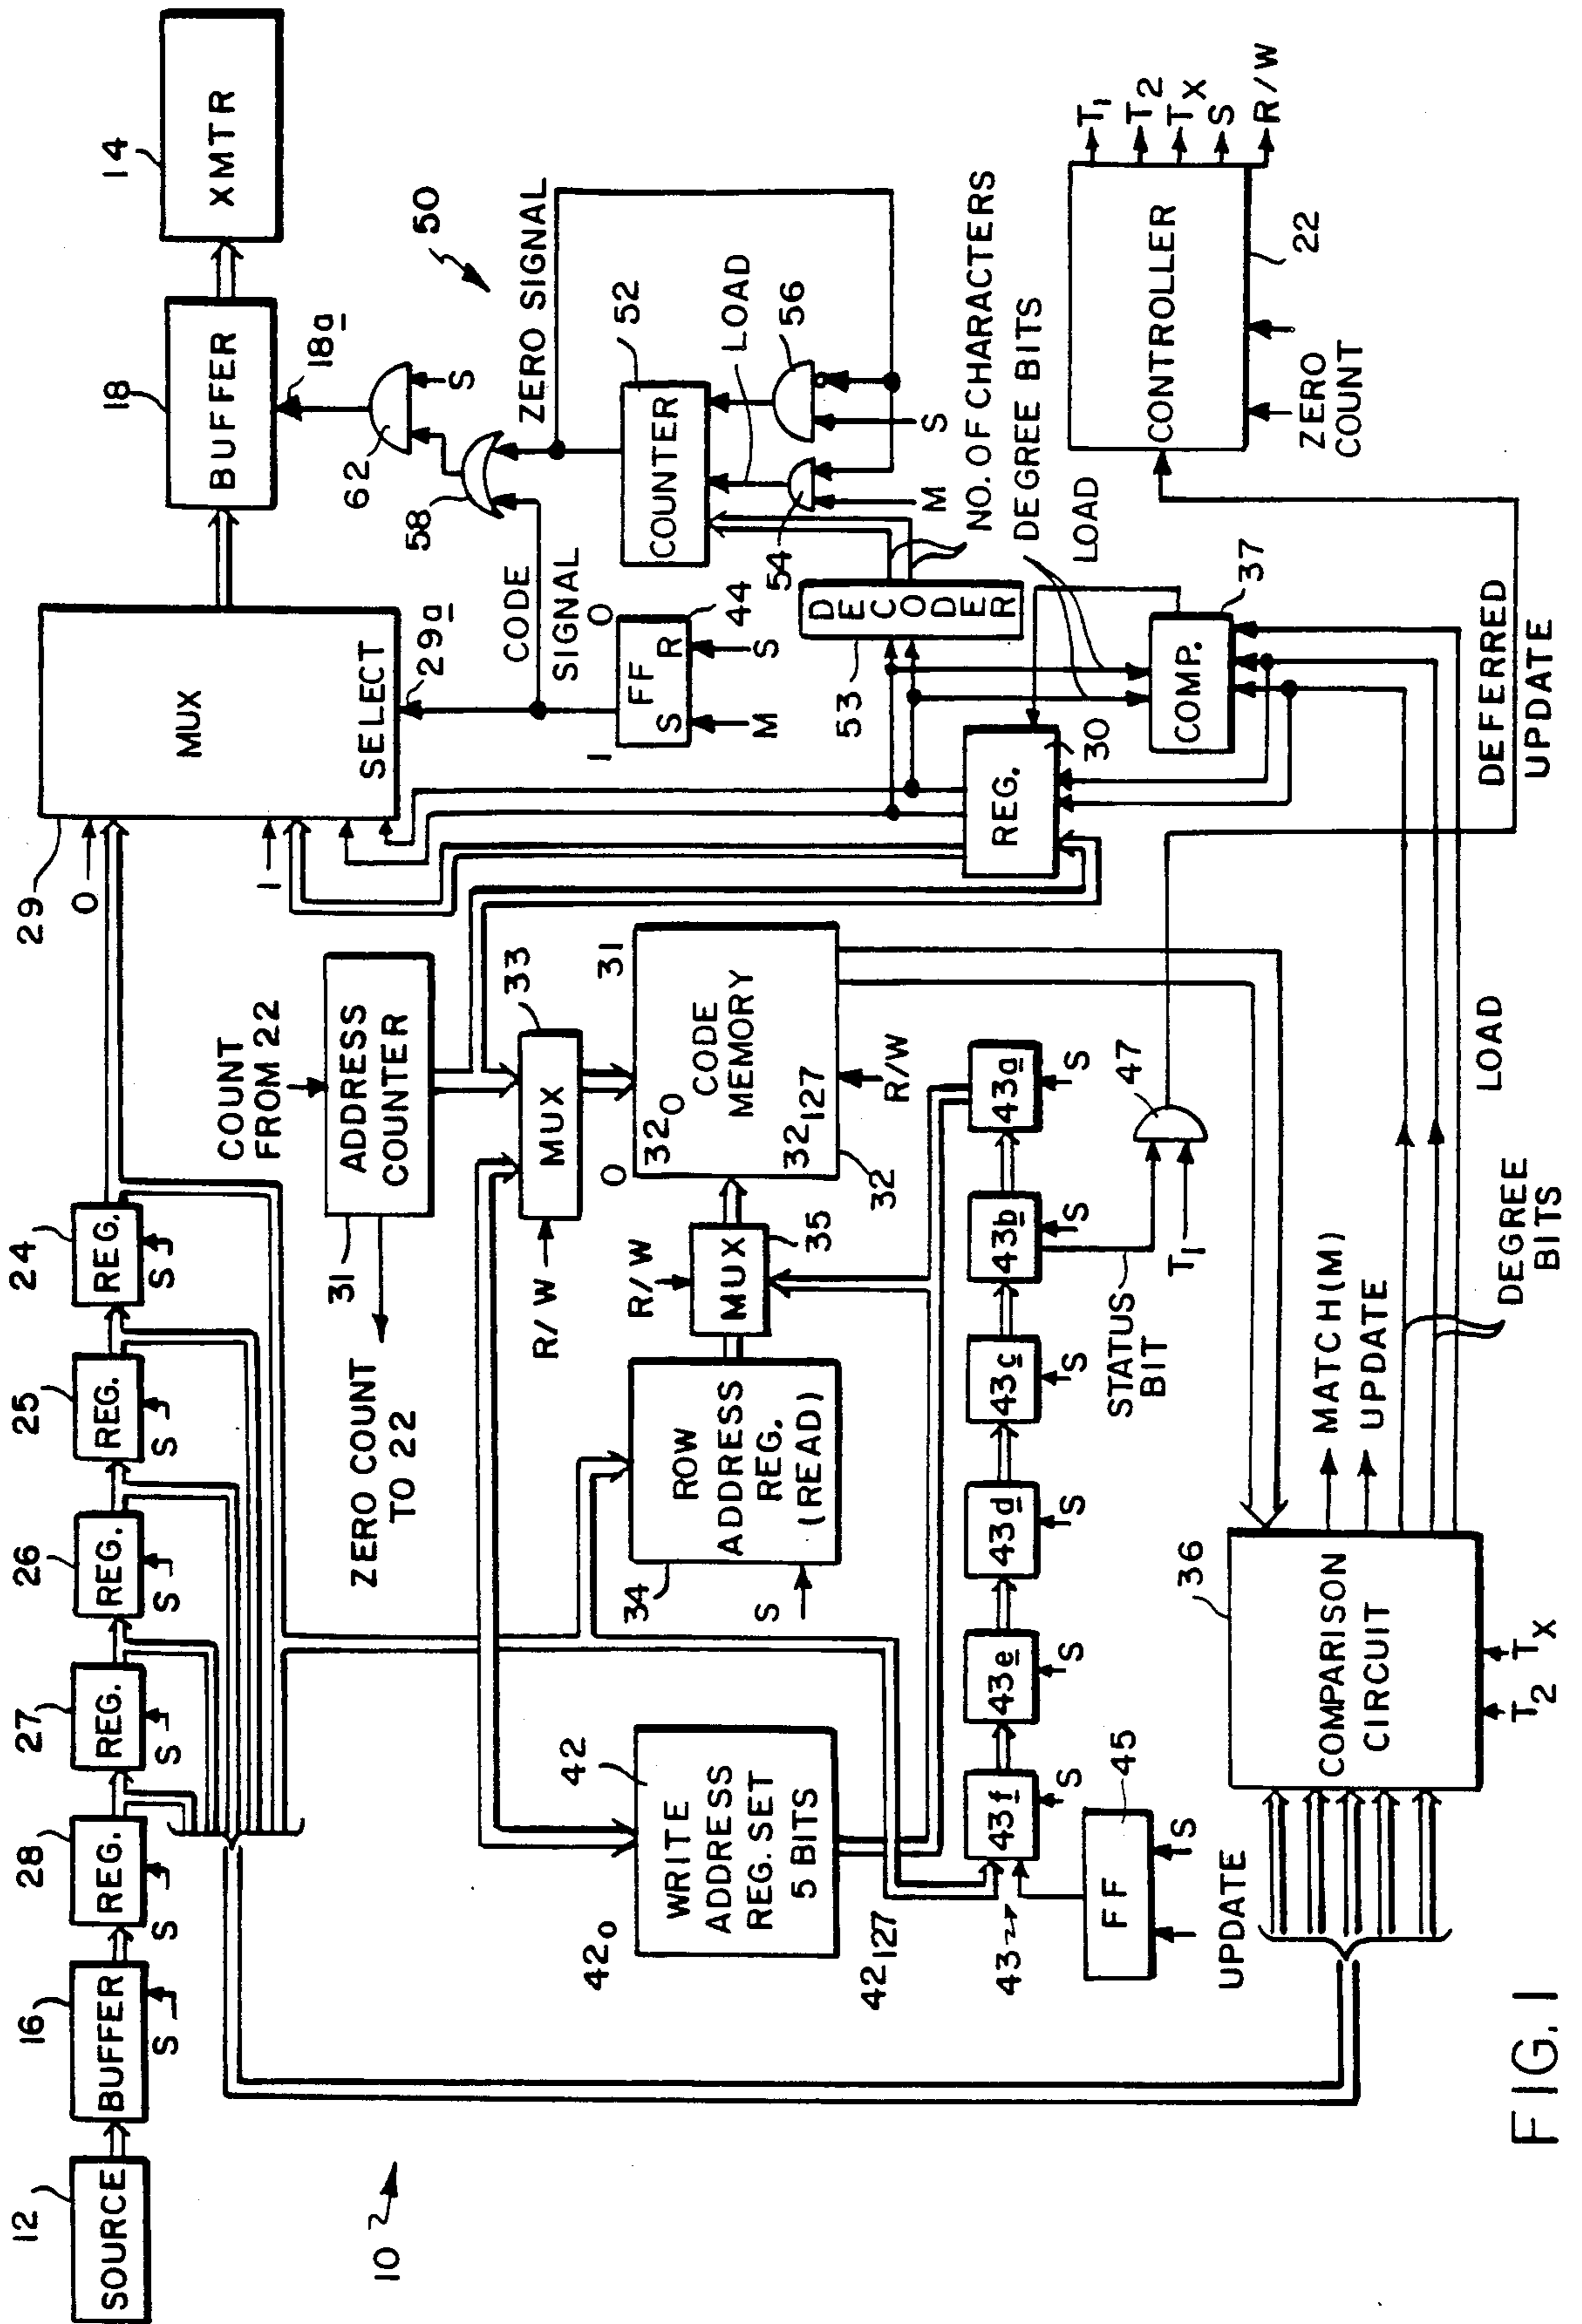 12
SOURCE
16
BUFFER
S
28
REG.
S
27
REG.
S
26
REG.
S
25
REG.
S
24
REG.
S
29
0
1
MUX
SELECT
29a
18
BUFFER
18a
14
XMTR
10
COUNT
FROM 22
ADDRESS
COUNTER
31
ZERO COUNT
TO 22
R/W
MUX
33
0
31
32₀
CODE
MEMORY
32₁₂₇
32
R/W
R/W
MUX
35
ROW
ADDRESS
REG.
(READ)
34
S
42₀
42
WRITE
ADDRESS
REG. SET
5 BITS
42₁₂₇
43
43f
S
43e
S
43d
S
43c
S
43b
S
43a
S
FF
45
UPDATE
S
STATUS
BIT
T₁
47
CODE
SIGNAL
1
0
S
FF
R
44
M
S
58
62
S
ZERO SIGNAL
50
COUNTER
52
LOAD
54
M
56
S
DECODER
53
NO. OF CHARACTERS
DEGREE BITS
REG.
30
LOAD
COMP.
37
DEFERRED
UPDATE
CONTROLLER
22
ZERO
COUNT
T₁
T₂
Tx
S
R/W
36
COMPARISON
CIRCUIT
T₂
Tx
MATCH(M)
UPDATE
DEGREE
BITS
LOAD
FIG. 1